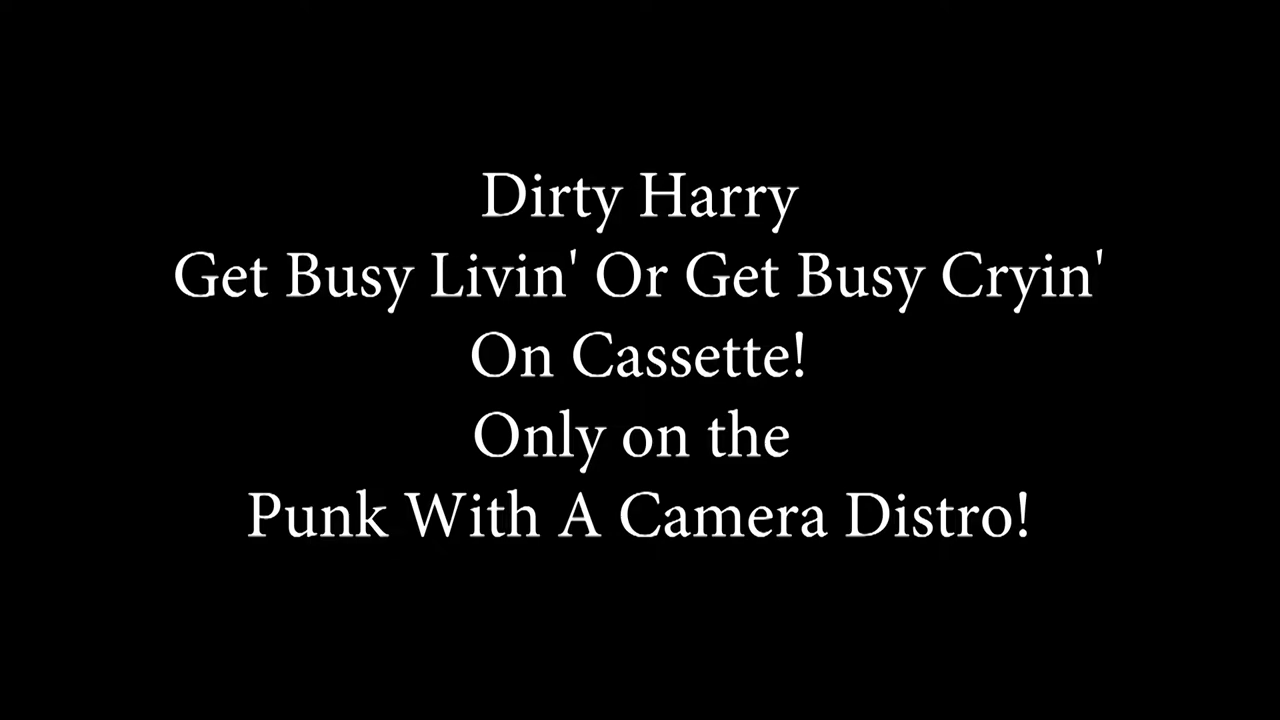 Dirty Harry
Get Busy Livin' Or Get Busy Cryin'
On Cassette!
Only on the
Punk With A Camera Distro!